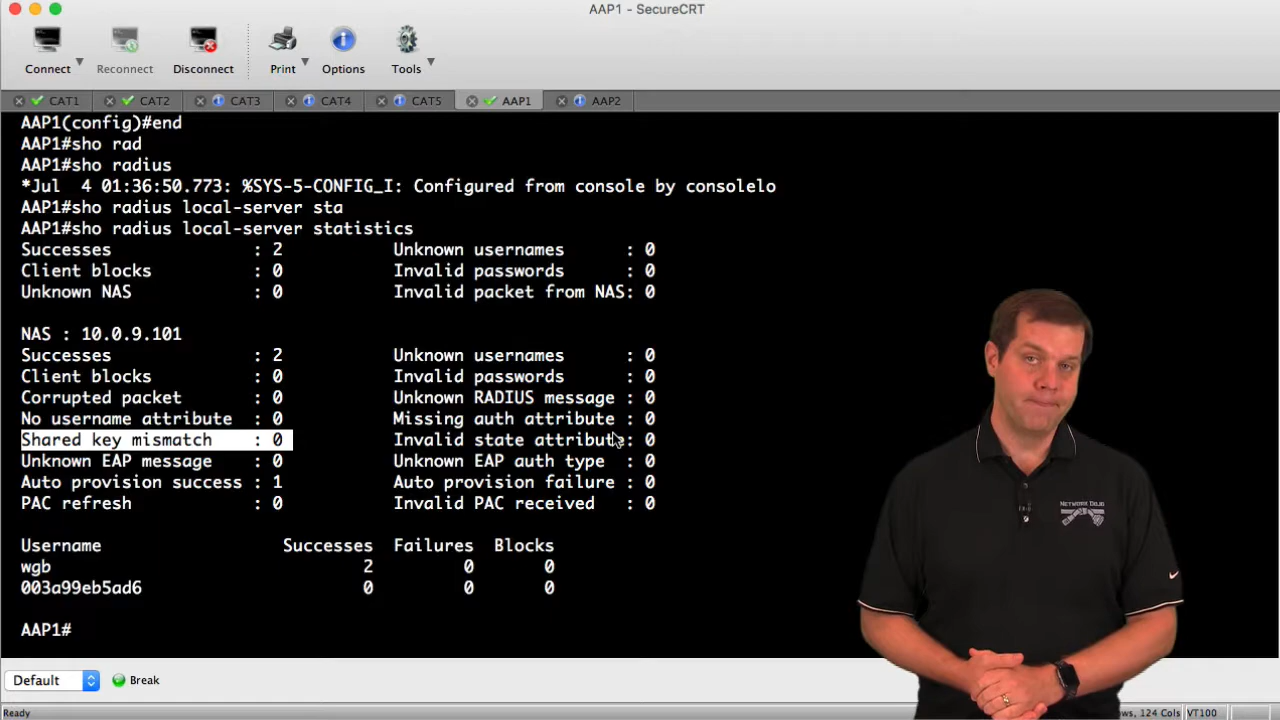 AAP1 - SecureCRT
Connect Reconnect Disconnect Print Options Tools
CAT1 CAT2 CAT3 CAT4 CAT5 AAP1 AAP2
AAP1(config)#end
AAP1#sho rad
AAP1#sho radius
*Jul  4 01:36:50.773: %SYS-5-CONFIG_I: Configured from console by consolelo
AAP1#sho radius local-server sta
AAP1#sho radius local-server statistics
Successes : 2 Unknown usernames : 0
Client blocks : 0 Invalid passwords : 0
Unknown NAS : 0 Invalid packet from NAS: 0
NAS : 10.0.9.101
Successes : 2 Unknown usernames : 0
Client blocks : 0 Invalid passwords : 0
Corrupted packet : 0 Unknown RADIUS message : 0
No username attribute : 0 Missing auth attribute : 0
Shared key mismatch : 0 Invalid state attribute: 0
Unknown EAP message : 0 Unknown EAP auth type : 0
Auto provision success : 1 Auto provision failure : 0
PAC refresh : 0 Invalid PAC received : 0
Username Successes Failures Blocks
wgb 2 0 0
003a99eb5ad6 0 0 0
AAP1#
NETWORK DOJO
Default Break
Ready 124 Cols VT100